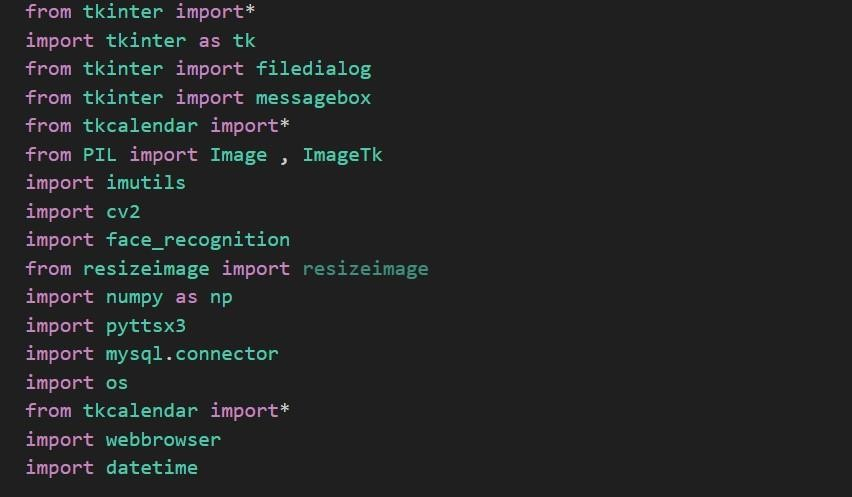 from tkinter import*
import tkinter as tk
from tkinter import filedialog
from tkinter import messagebox
from tkcalendar import*
from PIL import Image , ImageTk
import imutils
import cv2
import face_recognition
from resizeimage import resizeimage
import numpy as np
import pyttsx3
import mysql.connector
import os
from tkcalendar import*
import webbrowser
import datetime